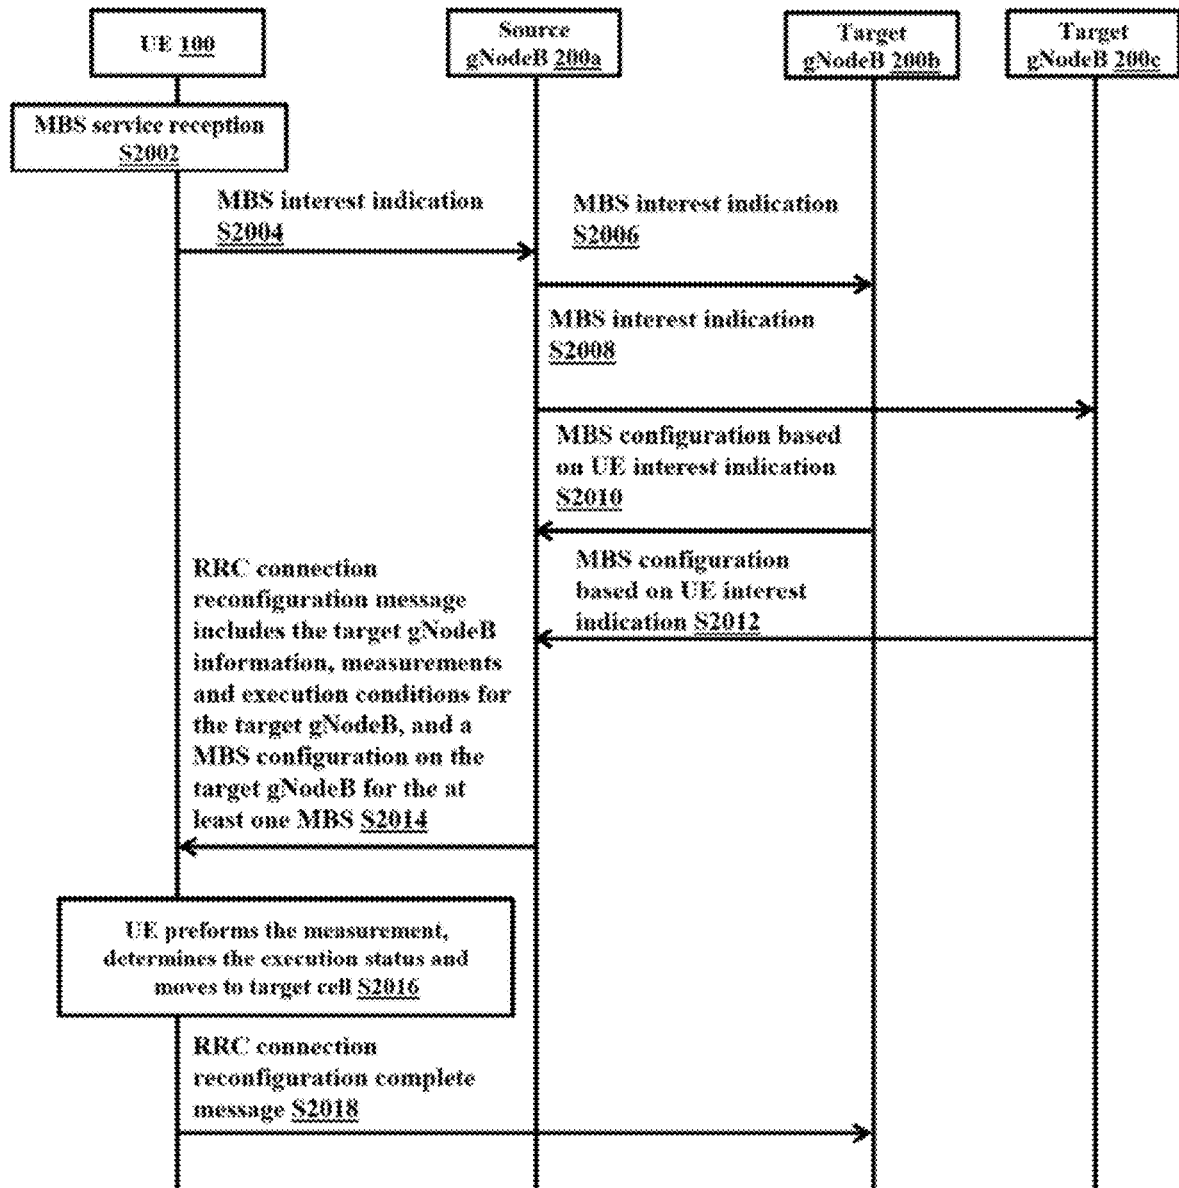 UE 100
Source
gNodeB 200a
Target
gNodeB 200b
Target
gNodeB 200c
MBS service reception
S2002
MBS interest indication
S2004
MBS interest indication
S2006
MBS interest indication
S2008
MBS configuration based
on UE interest indication
S2010
MBS configuration
based on UE interest
indication S2012
RRC connection
reconfiguration message
includes the target gNodeB
information, measurements
and execution conditions for
the target gNodeB, and a
MBS configuration on the
target gNodeB for the at
least one MBS S2014
UE preforms the measurement,
determines the execution status and
moves to target cell S2016
RRC connection
reconfiguration complete
message S2018